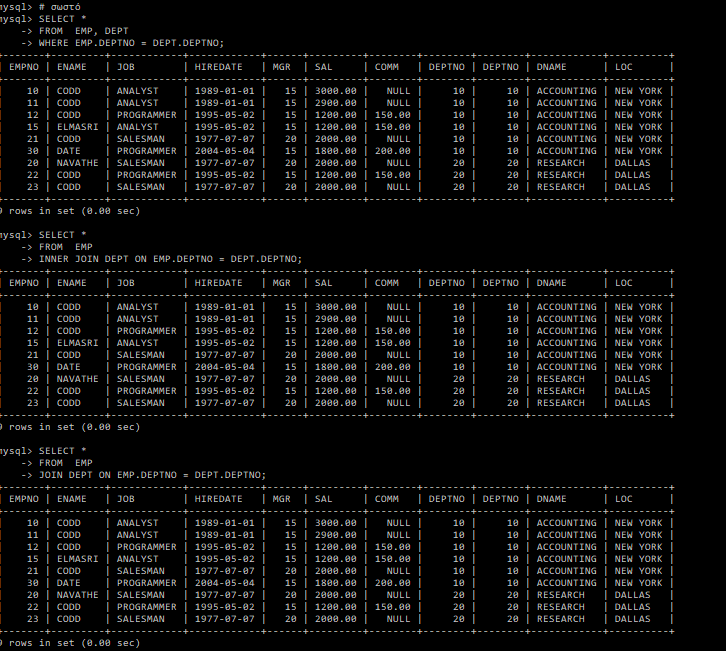 mysql> # σωστό
mysql> SELECT *
    -> FROM  EMP, DEPT
    -> WHERE EMP.DEPTNO = DEPT.DEPTNO;
+-------+---------+------------+------------+------+---------+--------+--------+--------+------------+----------+
| EMPNO | ENAME   | JOB        | HIREDATE   | MGR  | SAL     | COMM   | DEPTNO | DEPTNO | DNAME      | LOC      |
+-------+---------+------------+------------+------+---------+--------+--------+--------+------------+----------+
|    10 | CODD    | ANALYST    | 1989-01-01 |   15 | 3000.00 |   NULL |     10 |     10 | ACCOUNTING | NEW YORK |
|    11 | CODD    | ANALYST    | 1989-01-01 |   15 | 2900.00 |   NULL |     10 |     10 | ACCOUNTING | NEW YORK |
|    12 | CODD    | PROGRAMMER | 1995-05-02 |   15 | 1200.00 | 150.00 |     10 |     10 | ACCOUNTING | NEW YORK |
|    15 | ELMASRI | ANALYST    | 1995-05-02 |   15 | 1200.00 | 150.00 |     10 |     10 | ACCOUNTING | NEW YORK |
|    21 | CODD    | SALESMAN   | 1977-07-07 |   20 | 2000.00 |   NULL |     10 |     10 | ACCOUNTING | NEW YORK |
|    30 | DATE    | PROGRAMMER | 2004-05-04 |   15 | 1800.00 | 200.00 |     10 |     10 | ACCOUNTING | NEW YORK |
|    20 | NAVATHE | SALESMAN   | 1977-07-07 |   20 | 2000.00 |   NULL |     20 |     20 | RESEARCH   | DALLAS   |
|    22 | CODD    | PROGRAMMER | 1995-05-02 |   15 | 1200.00 | 150.00 |     20 |     20 | RESEARCH   | DALLAS   |
|    23 | CODD    | SALESMAN   | 1977-07-07 |   20 | 2000.00 |   NULL |     20 |     20 | RESEARCH   | DALLAS   |
+-------+---------+------------+------------+------+---------+--------+--------+--------+------------+----------+
9 rows in set (0.00 sec)
mysql> SELECT *
    -> FROM  EMP
    -> INNER JOIN DEPT ON EMP.DEPTNO = DEPT.DEPTNO;
+-------+---------+------------+------------+------+---------+--------+--------+--------+------------+----------+
| EMPNO | ENAME   | JOB        | HIREDATE   | MGR  | SAL     | COMM   | DEPTNO | DEPTNO | DNAME      | LOC      |
+-------+---------+------------+------------+------+---------+--------+--------+--------+------------+----------+
|    10 | CODD    | ANALYST    | 1989-01-01 |   15 | 3000.00 |   NULL |     10 |     10 | ACCOUNTING | NEW YORK |
|    11 | CODD    | ANALYST    | 1989-01-01 |   15 | 2900.00 |   NULL |     10 |     10 | ACCOUNTING | NEW YORK |
|    12 | CODD    | PROGRAMMER | 1995-05-02 |   15 | 1200.00 | 150.00 |     10 |     10 | ACCOUNTING | NEW YORK |
|    15 | ELMASRI | ANALYST    | 1995-05-02 |   15 | 1200.00 | 150.00 |     10 |     10 | ACCOUNTING | NEW YORK |
|    21 | CODD    | SALESMAN   | 1977-07-07 |   20 | 2000.00 |   NULL |     10 |     10 | ACCOUNTING | NEW YORK |
|    30 | DATE    | PROGRAMMER | 2004-05-04 |   15 | 1800.00 | 200.00 |     10 |     10 | ACCOUNTING | NEW YORK |
|    20 | NAVATHE | SALESMAN   | 1977-07-07 |   20 | 2000.00 |   NULL |     20 |     20 | RESEARCH   | DALLAS   |
|    22 | CODD    | PROGRAMMER | 1995-05-02 |   15 | 1200.00 | 150.00 |     20 |     20 | RESEARCH   | DALLAS   |
|    23 | CODD    | SALESMAN   | 1977-07-07 |   20 | 2000.00 |   NULL |     20 |     20 | RESEARCH   | DALLAS   |
+-------+---------+------------+------------+------+---------+--------+--------+--------+------------+----------+
9 rows in set (0.00 sec)
mysql> SELECT *
    -> FROM  EMP
    -> JOIN DEPT ON EMP.DEPTNO = DEPT.DEPTNO;
+-------+---------+------------+------------+------+---------+--------+--------+--------+------------+----------+
| EMPNO | ENAME   | JOB        | HIREDATE   | MGR  | SAL     | COMM   | DEPTNO | DEPTNO | DNAME      | LOC      |
+-------+---------+------------+------------+------+---------+--------+--------+--------+------------+----------+
|    10 | CODD    | ANALYST    | 1989-01-01 |   15 | 3000.00 |   NULL |     10 |     10 | ACCOUNTING | NEW YORK |
|    11 | CODD    | ANALYST    | 1989-01-01 |   15 | 2900.00 |   NULL |     10 |     10 | ACCOUNTING | NEW YORK |
|    12 | CODD    | PROGRAMMER | 1995-05-02 |   15 | 1200.00 | 150.00 |     10 |     10 | ACCOUNTING | NEW YORK |
|    15 | ELMASRI | ANALYST    | 1995-05-02 |   15 | 1200.00 | 150.00 |     10 |     10 | ACCOUNTING | NEW YORK |
|    21 | CODD    | SALESMAN   | 1977-07-07 |   20 | 2000.00 |   NULL |     10 |     10 | ACCOUNTING | NEW YORK |
|    30 | DATE    | PROGRAMMER | 2004-05-04 |   15 | 1800.00 | 200.00 |     10 |     10 | ACCOUNTING | NEW YORK |
|    20 | NAVATHE | SALESMAN   | 1977-07-07 |   20 | 2000.00 |   NULL |     20 |     20 | RESEARCH   | DALLAS   |
|    22 | CODD    | PROGRAMMER | 1995-05-02 |   15 | 1200.00 | 150.00 |     20 |     20 | RESEARCH   | DALLAS   |
|    23 | CODD    | SALESMAN   | 1977-07-07 |   20 | 2000.00 |   NULL |     20 |     20 | RESEARCH   | DALLAS   |
+-------+---------+------------+------------+------+---------+--------+--------+--------+------------+----------+
9 rows in set (0.00 sec)